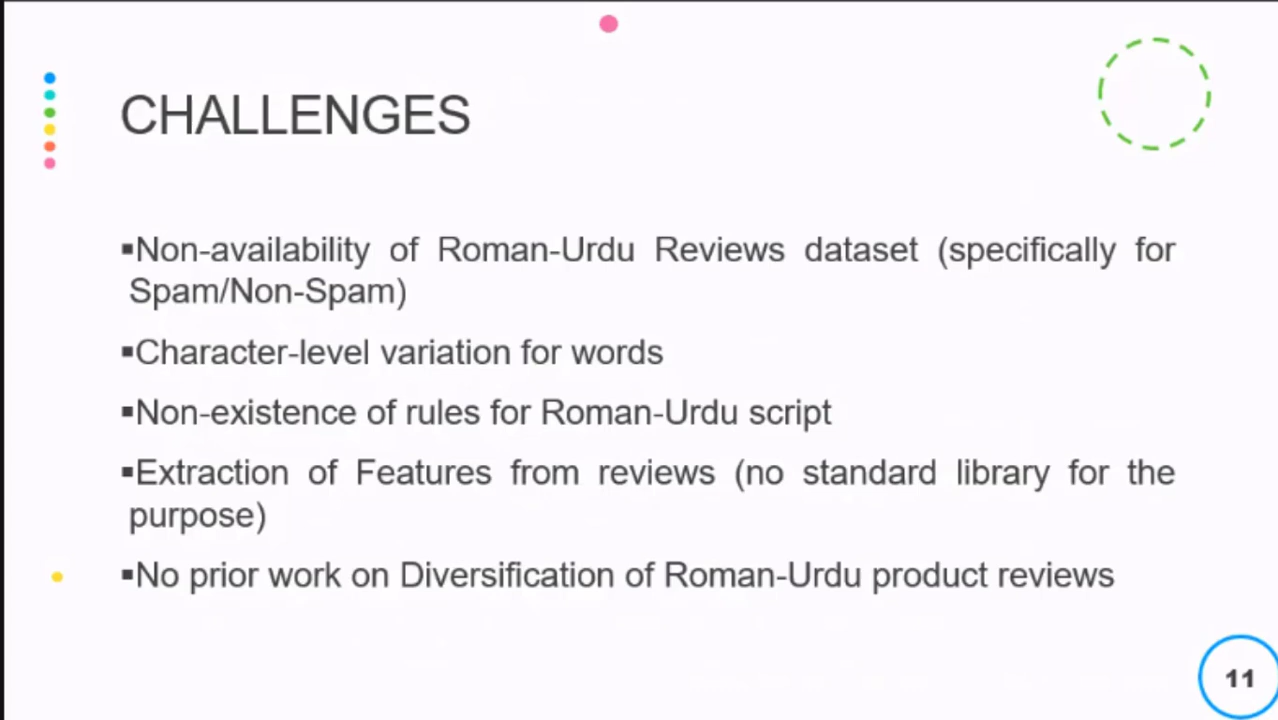 CHALLENGES
▪Non-availability of Roman-Urdu Reviews dataset (specifically for
Spam/Non-Spam)
▪Character-level variation for words
▪Non-existence of rules for Roman-Urdu script
▪Extraction of Features from reviews (no standard library for the
purpose)
▪No prior work on Diversification of Roman-Urdu product reviews
11